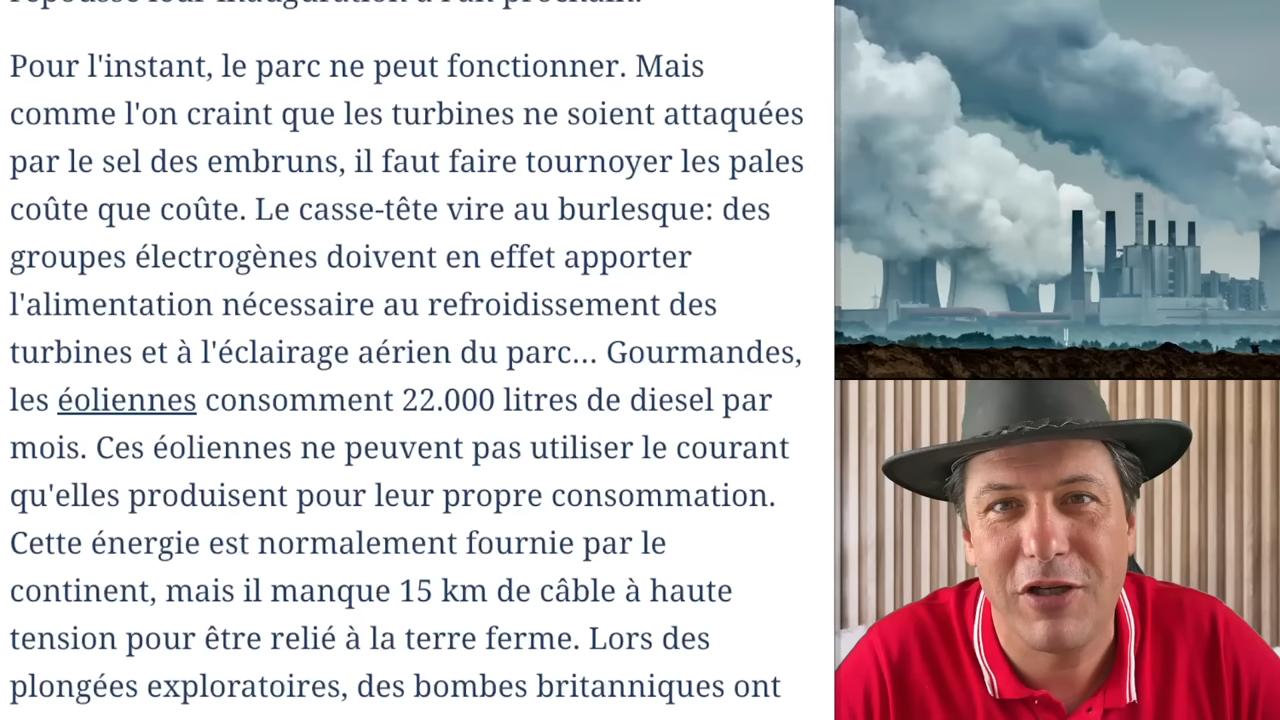 repousse leur inauguration à l'an prochain.
Pour l'instant, le parc ne peut fonctionner. Mais
comme l'on craint que les turbines ne soient attaquées
par le sel des embruns, il faut faire tournoyer les pales
coûte que coûte. Le casse-tête vire au burlesque: des
groupes électrogènes doivent en effet apporter
l'alimentation nécessaire au refroidissement des
turbines et à l'éclairage aérien du parc... Gourmandes,
les éoliennes consomment 22.000 litres de diesel par
mois. Ces éoliennes ne peuvent pas utiliser le courant
qu'elles produisent pour leur propre consommation.
Cette énergie est normalement fournie par le
continent, mais il manque 15 km de câble à haute
tension pour être relié à la terre ferme. Lors des
plongées exploratoires, des bombes britanniques ont